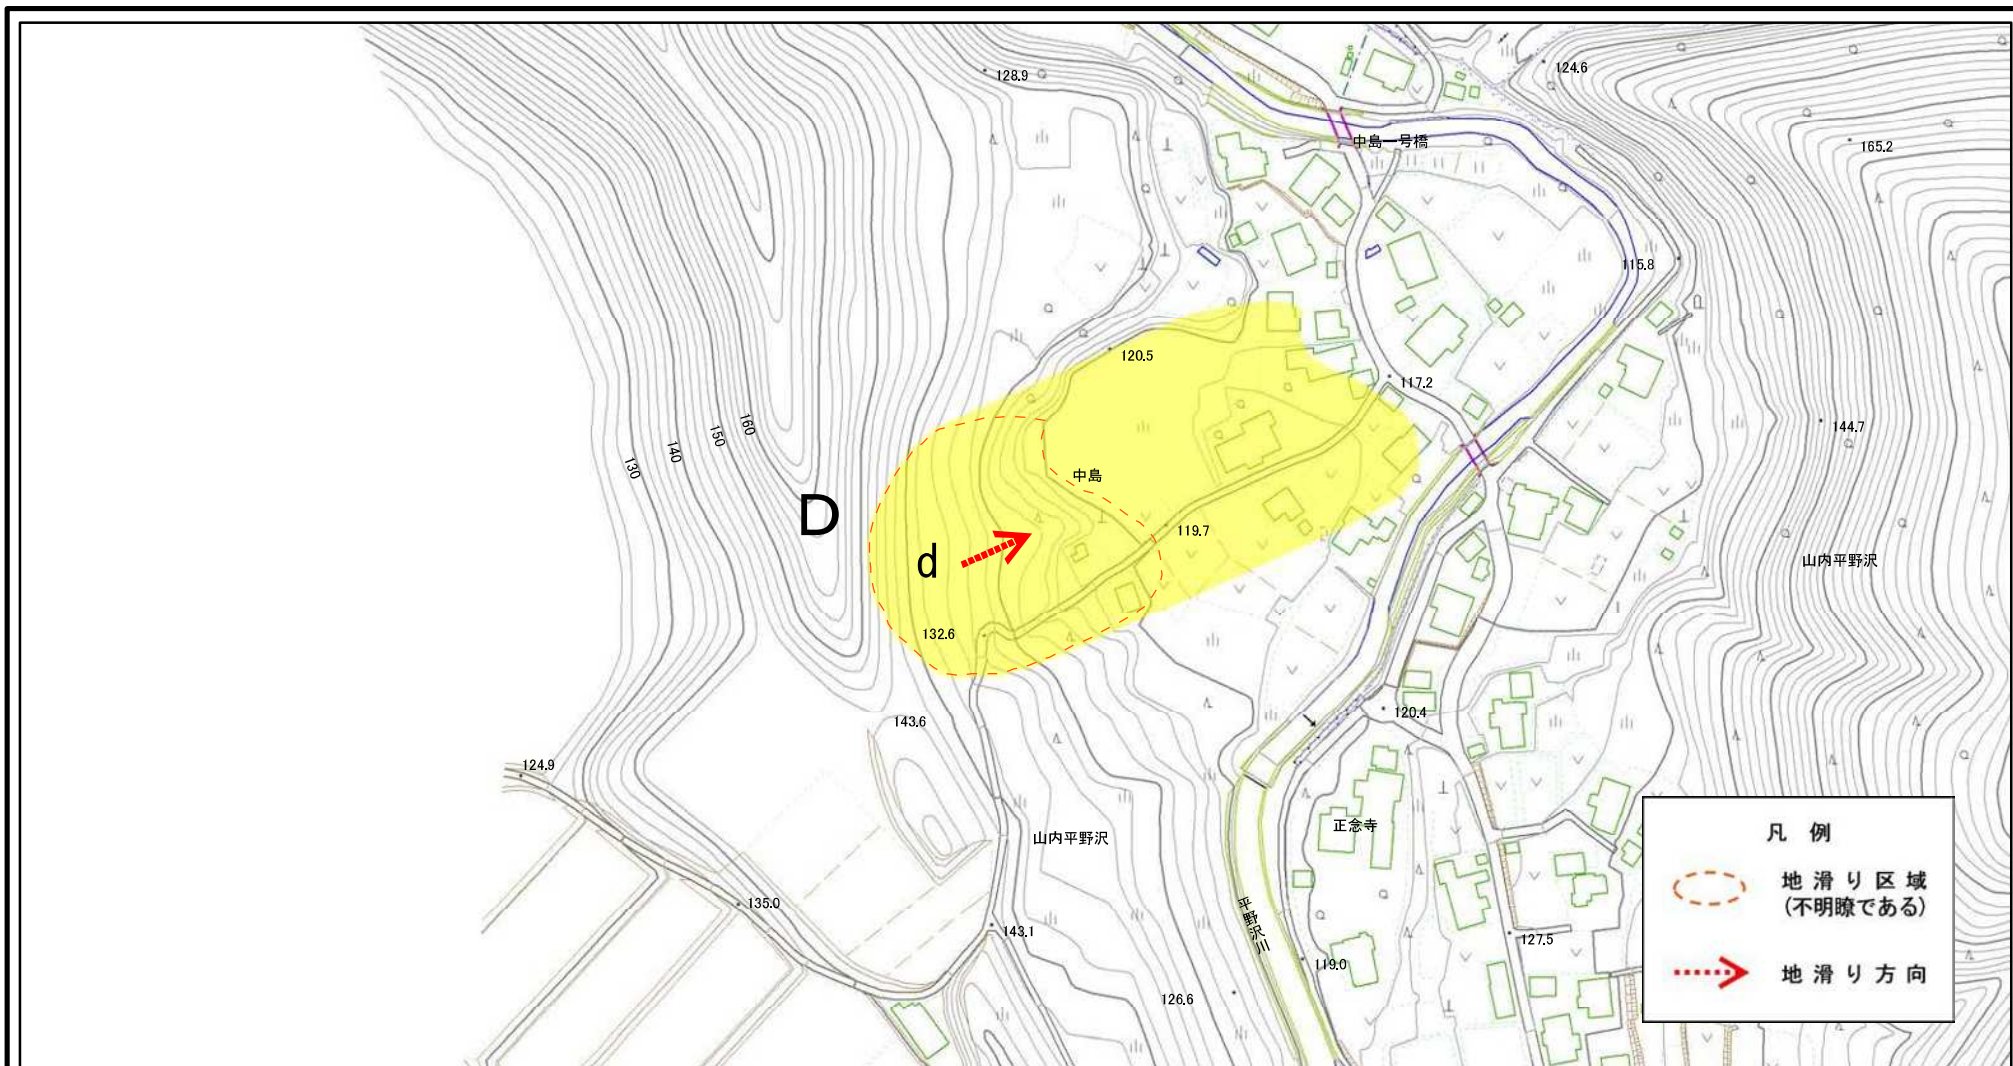 128.9
124.6
中島一号橋
165.2
115.8
120.5
117.2
160
150
140
130
144.7
中島
D
119.7
d
山内平野沢
132.6
143.6
120.4
124.9
正念寺
山内平野沢
135.0
平野沢川
143.1
127.5
119.0
126.6
凡 例
地滑り区域
(不明瞭である)
地滑り方向